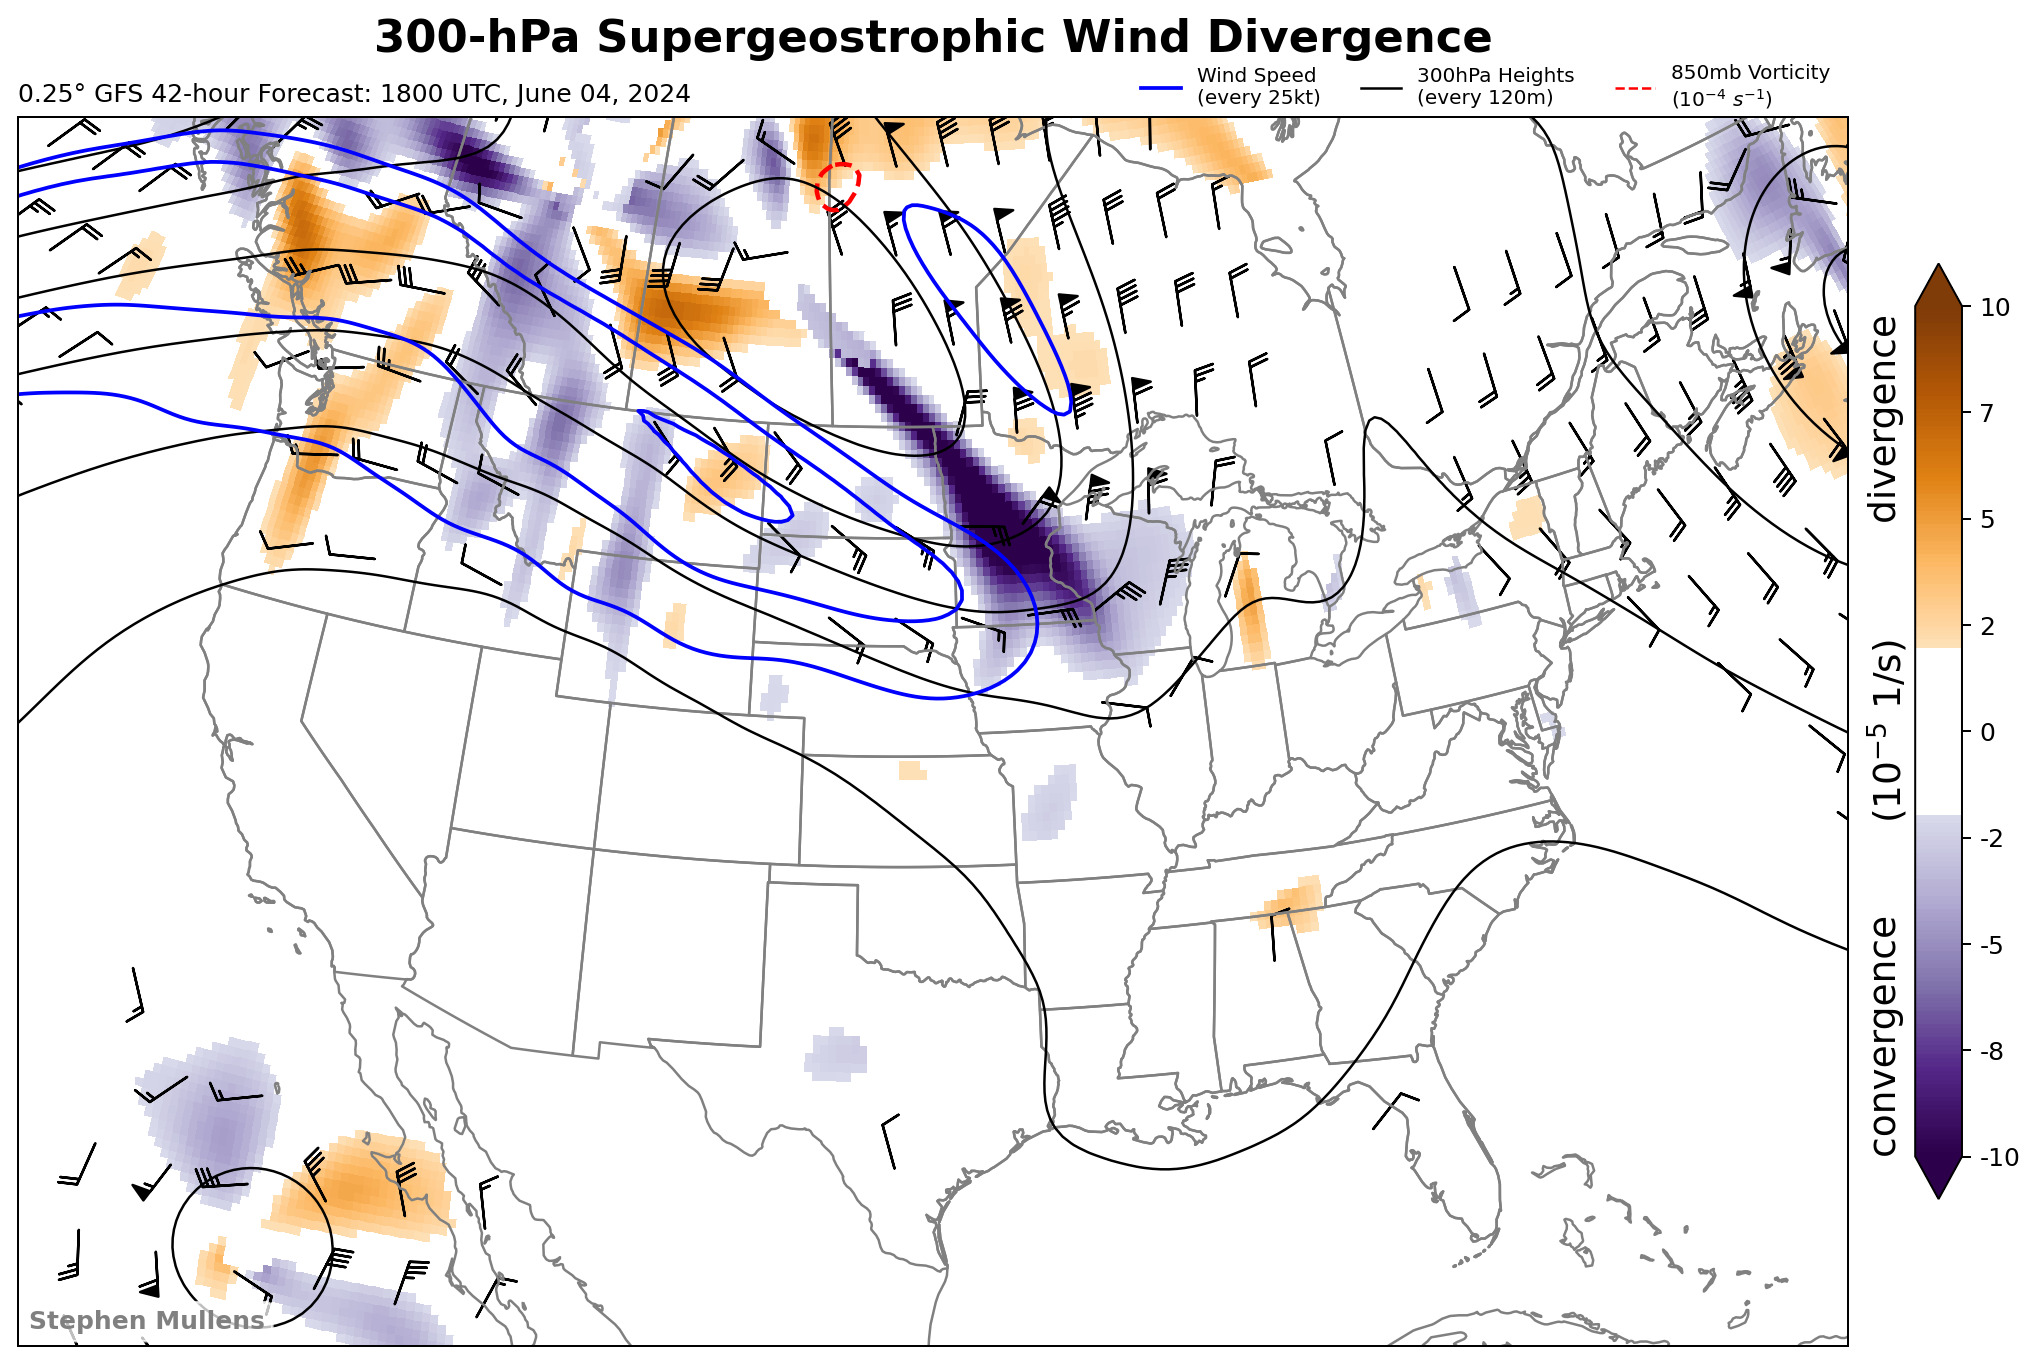 300-hPa Supergeostrophic Wind Divergence
0.25° GFS 42-hour Forecast: 1800 UTC, June 04, 2024
Wind Speed
(every 25kt)
300hPa Heights
(every 120m)
850mb Vorticity
(10⁻⁴ s⁻¹)
10
7
5
2
0
-2
-5
-8
-10
convergence (10⁻⁵ 1/s) divergence
Stephen Mullens